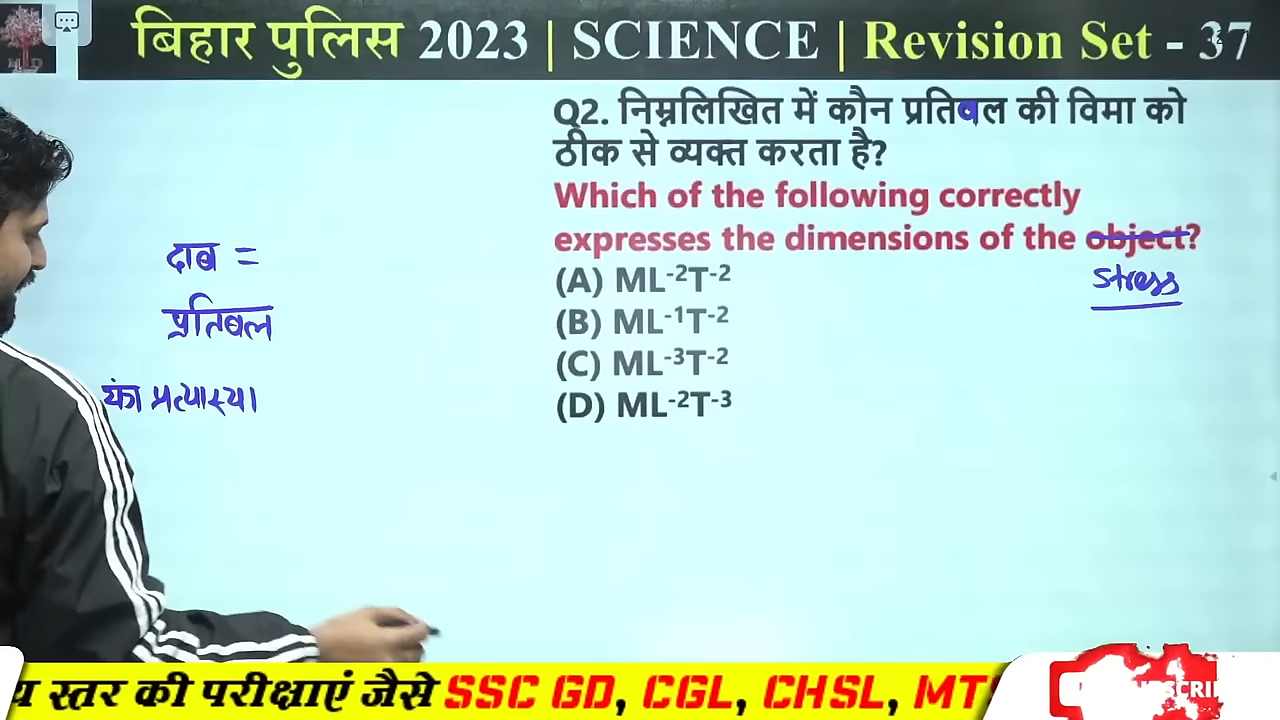 बिहार पुलिस 2023 | SCIENCE | Revision Set - 37
Q2. निम्नलिखित में कौन प्रतिबल की विमा को
ठीक से व्यक्त करता है?
Which of the following correctly
expresses the dimensions of the object?
stress
(A) ML⁻²T⁻²
(B) ML⁻¹T⁻²
(C) ML⁻³T⁻²
(D) ML⁻²T⁻³
दाब =
प्रतिबल
यंग प्रत्यास्था
स्तर की परीक्षाएं जैसे SSC GD, CGL, CHSL,